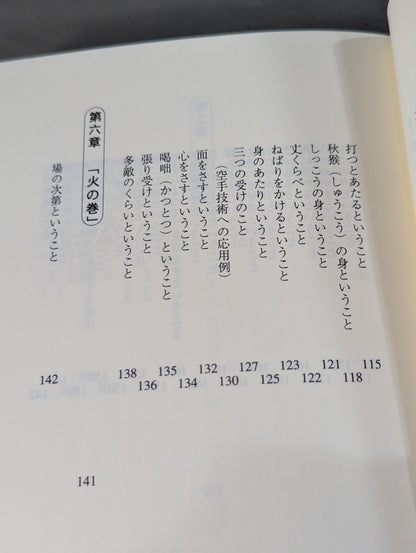 打つとあたるということ 115
秋猴（しゅうこう）の身ということ 118
しっこうの身ということ 121
丈くらべということ 122
ねばりをかけるということ 123
身のあたりということ 125
三つの受けのこと 127
（空手技術への応用例） 130
面をさすということ 132
心をさすということ 134
喝咄（かつとつ）ということ 135
張り受けということ 136
多敵のくらいということ 138
第六章 「火の巻」 141
場の次第ということ 142